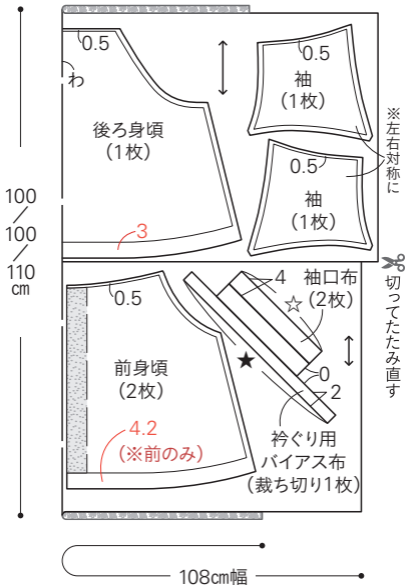 0.5
わ
後ろ身頃
(1枚)
3
0.5
袖
(1枚)
0.5
袖
(1枚)
※左右対称に
100
100
110
cm
切ってたたみ直す
0.5
前身頃
(2枚)
4.2
(※前のみ)
4
袖口布
☆
(2枚)
★
0
2
衿ぐり用
バイアス布
(裁ち切り1枚)
108cm幅